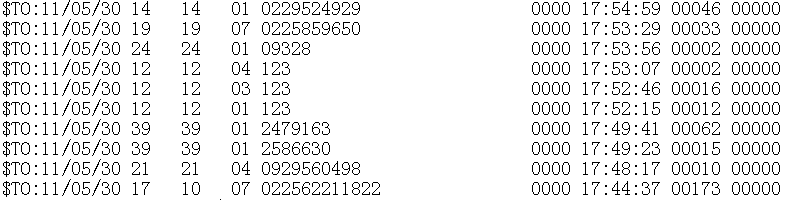 $TO:11/05/30 14 14 01 0229524929 0000 17:54:59 00046 00000
$TO:11/05/30 19 19 07 0225859650 0000 17:53:29 00033 00000
$TO:11/05/30 24 24 01 09328 0000 17:53:56 00002 00000
$TO:11/05/30 12 12 04 123 0000 17:53:07 00002 00000
$TO:11/05/30 12 12 03 123 0000 17:52:46 00016 00000
$TO:11/05/30 12 12 01 123 0000 17:52:15 00012 00000
$TO:11/05/30 39 39 01 2479163 0000 17:49:41 00062 00000
$TO:11/05/30 39 39 01 2586630 0000 17:49:23 00015 00000
$TO:11/05/30 21 21 04 0929560498 0000 17:48:17 00010 00000
$TO:11/05/30 17 10 07 022562211822 0000 17:44:37 00173 00000